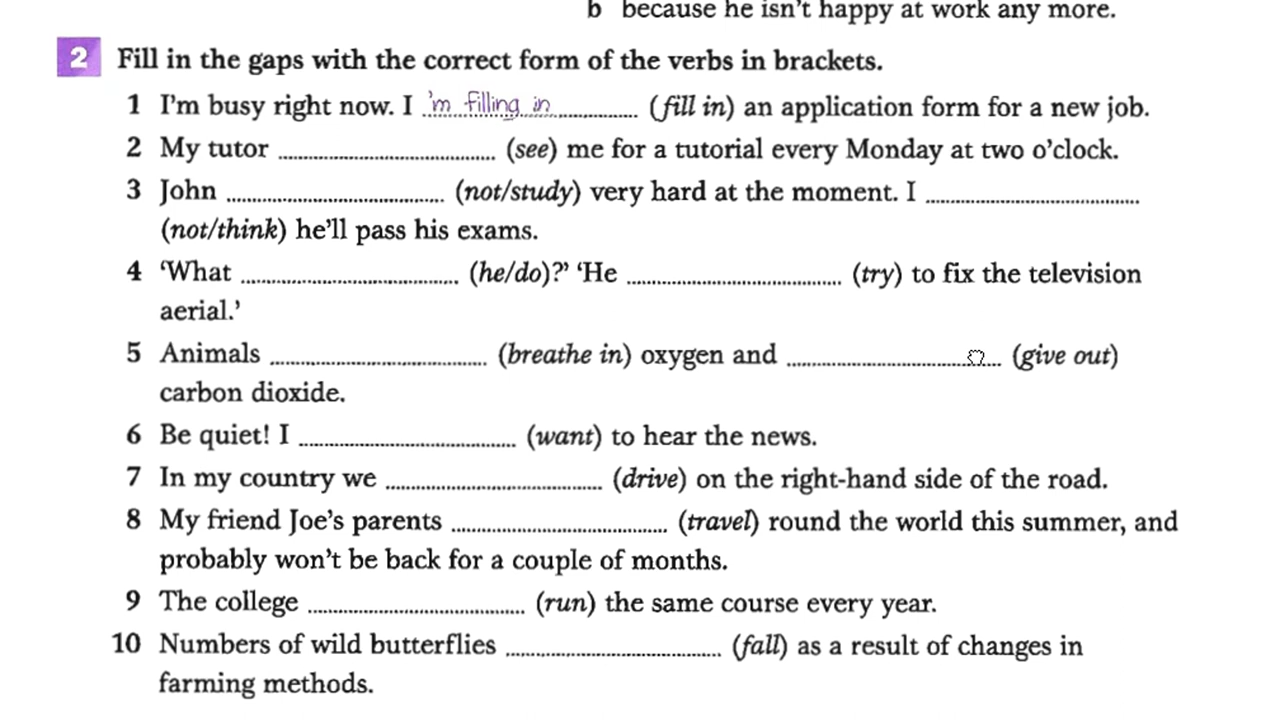 b because he isn't happy at work any more.
2 Fill in the gaps with the correct form of the verbs in brackets.
1 I'm busy right now. I 'm filling in (fill in) an application form for a new job.
2 My tutor ........ (see) me for a tutorial every Monday at two o'clock.
3 John ........ (not/study) very hard at the moment. I ........
(not/think) he'll pass his exams.
4 'What ........ (he/do)?' 'He ........ (try) to fix the television
aerial.'
5 Animals ........ (breathe in) oxygen and ........ (give out)
carbon dioxide.
6 Be quiet! I ........ (want) to hear the news.
7 In my country we ........ (drive) on the right-hand side of the road.
8 My friend Joe's parents ........ (travel) round the world this summer, and
probably won't be back for a couple of months.
9 The college ........ (run) the same course every year.
10 Numbers of wild butterflies ........ (fall) as a result of changes in
farming methods.